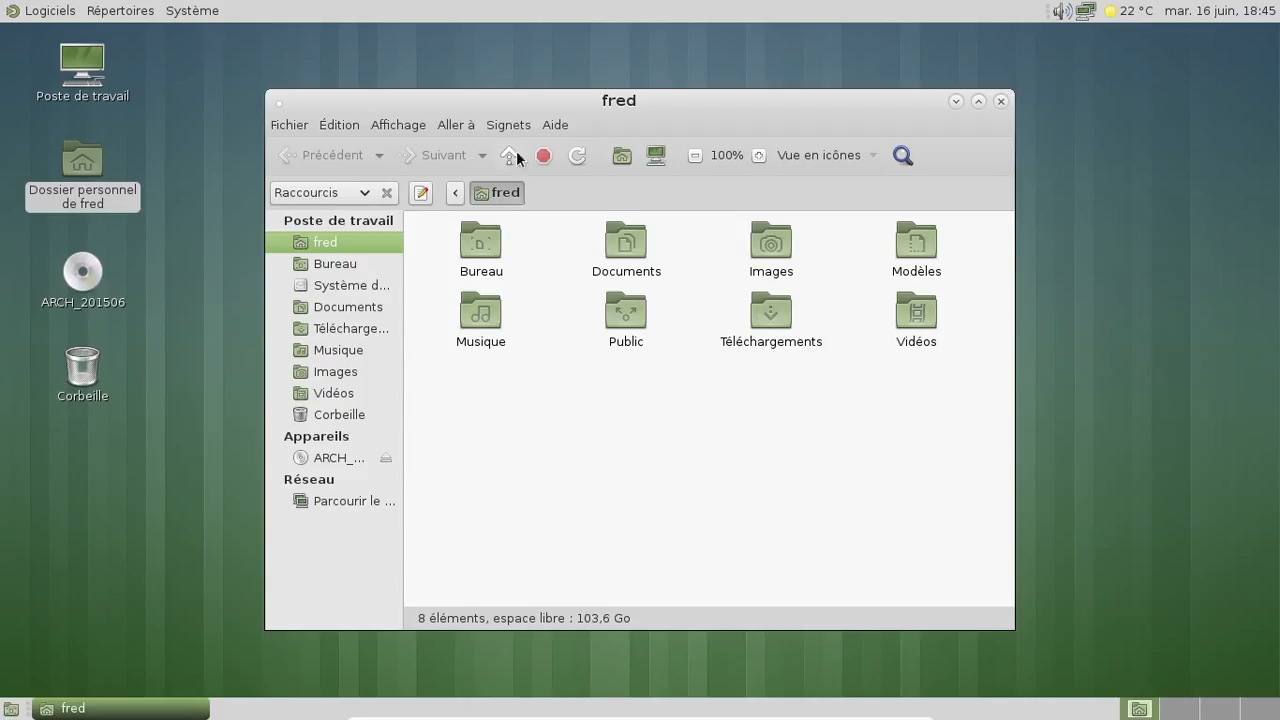 Logiciels Répertoires Système
22 °C mar. 16 juin, 18:45
Poste de travail
Dossier personnel
de fred
ARCH_201506
Corbeille
fred
Fichier Édition Affichage Aller à Signets Aide
Précédent Suivant 100% Vue en icônes
Raccourcis fred
Poste de travail
fred
Bureau
Système d...
Documents
Télécharge...
Musique
Images
Vidéos
Corbeille
Appareils
ARCH_...
Réseau
Parcourir le ...
Bureau Documents Images Modèles
Musique Public Téléchargements Vidéos
8 éléments, espace libre : 103,6 Go
fred